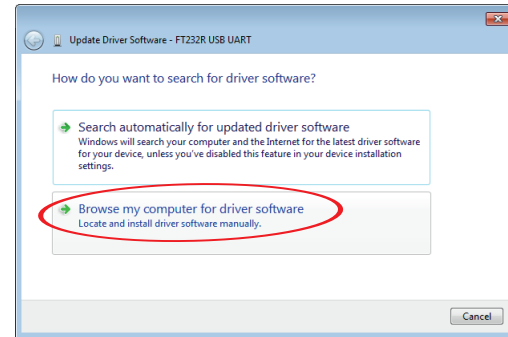 Update Driver Software - FT232R USB UART
How do you want to search for driver software?
Search automatically for updated driver software
Windows will search your computer and the Internet for the latest driver software
for your device, unless you've disabled this feature in your device installation
settings.
Browse my computer for driver software
Locate and install driver software manually.
Cancel